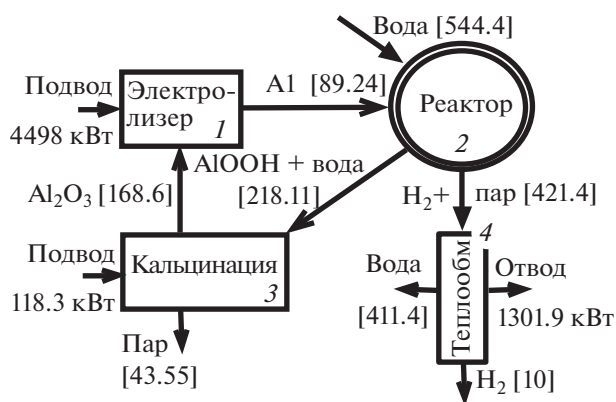 Вода [544.4]
Подвод
4498 кВт
Электро-
лизер
1
A1 [89.24]
Реактор
2
AlOOH + вода
[218.11]
Al₂O₃ [168.6]
H₂+ пар [421.4]
Подвод
118.3 кВт
Кальцинация
3
Пар
[43.55]
4
Теплообм
Вода
[411.4]
Отвод
1301.9 кВт
H₂ [10]